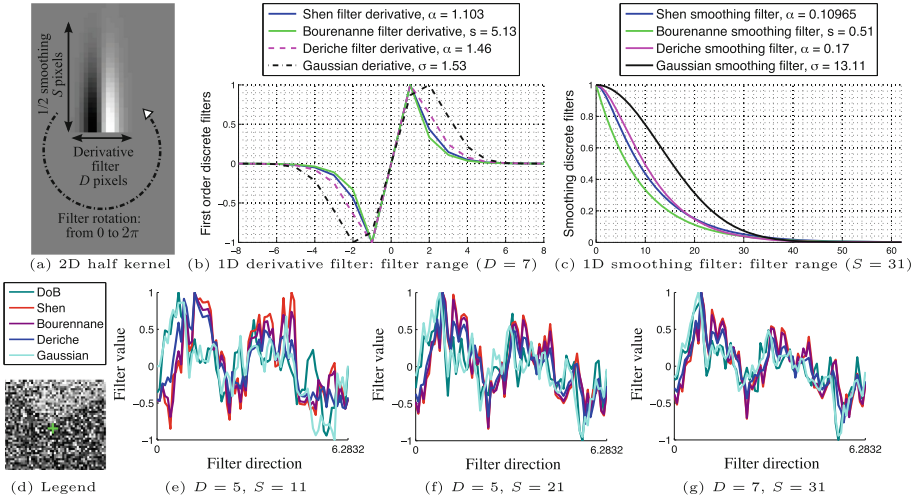 1/2 smoothing
S pixels
Derivative
filter
D pixels
Filter rotation:
from 0 to 2π
(a) 2D half kernel
Shen filter derivative, α = 1.103
Bourenanne filter derivative, s = 5.13
Deriche filter derivative, α = 1.46
Gaussian deriative, σ = 1.53
First order discrete filters
1
0.5
0
−0.5
−1
−8 −6 −4 −2 0 2 4 6 8
(b) 1D derivative filter: filter range (D = 7)
Shen smoothing filter, α = 0.10965
Bourenanne smoothing filter, s = 0.51
Deriche smoothing filter, α = 0.17
Gaussian smoothing filter, σ = 13.11
Smoothing discrete filters
1
0.8
0.6
0.4
0.2
0
0 10 20 30 40 50 60
(c) 1D smoothing filter: filter range (S = 31)
DoB
Shen
Bourennane
Deriche
Gaussian
(d) Legend
Filter value
1
0.5
0
−0.5
−1
0 6.2832
Filter direction
(e) D = 5, S = 11
Filter value
1
0.5
0
−0.5
−1
0 6.2832
Filter direction
(f) D = 5, S = 21
Filter value
1
0.5
0
−0.5
−1
0 6.2832
Filter direction
(g) D = 7, S = 31